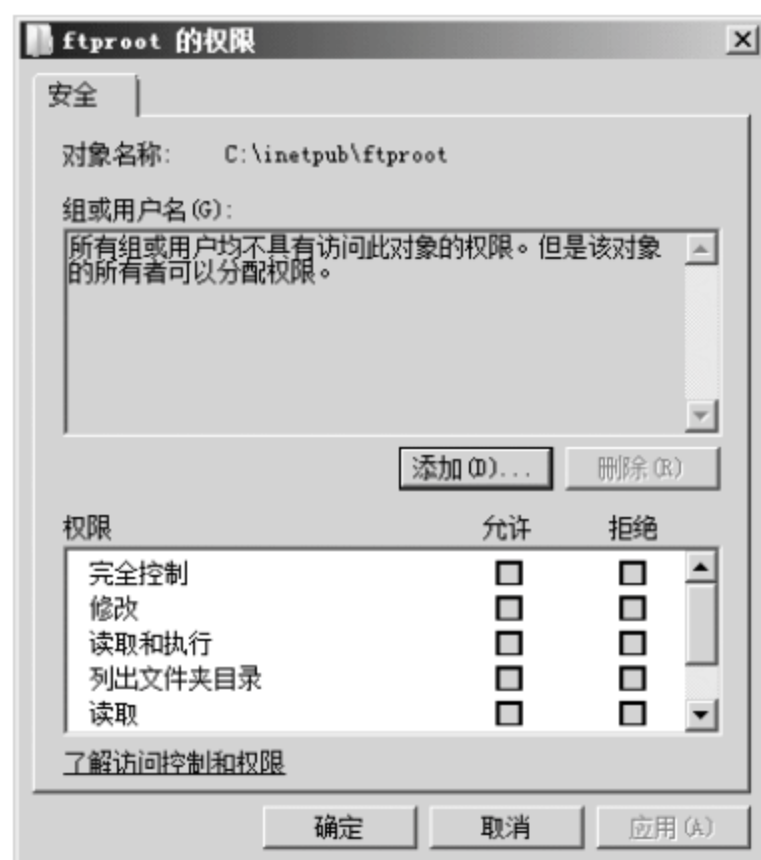 ftproot 的权限
安全
对象名称: C:\inetpub\ftproot
组或用户名(G):
所有组或用户均不具有访问此对象的权限。但是该对象
的所有者可以分配权限。
添加(D)... 删除(R)
权限 允许 拒绝
完全控制
修改
读取和执行
列出文件夹目录
读取
了解访问控制和权限
确定 取消 应用(A)